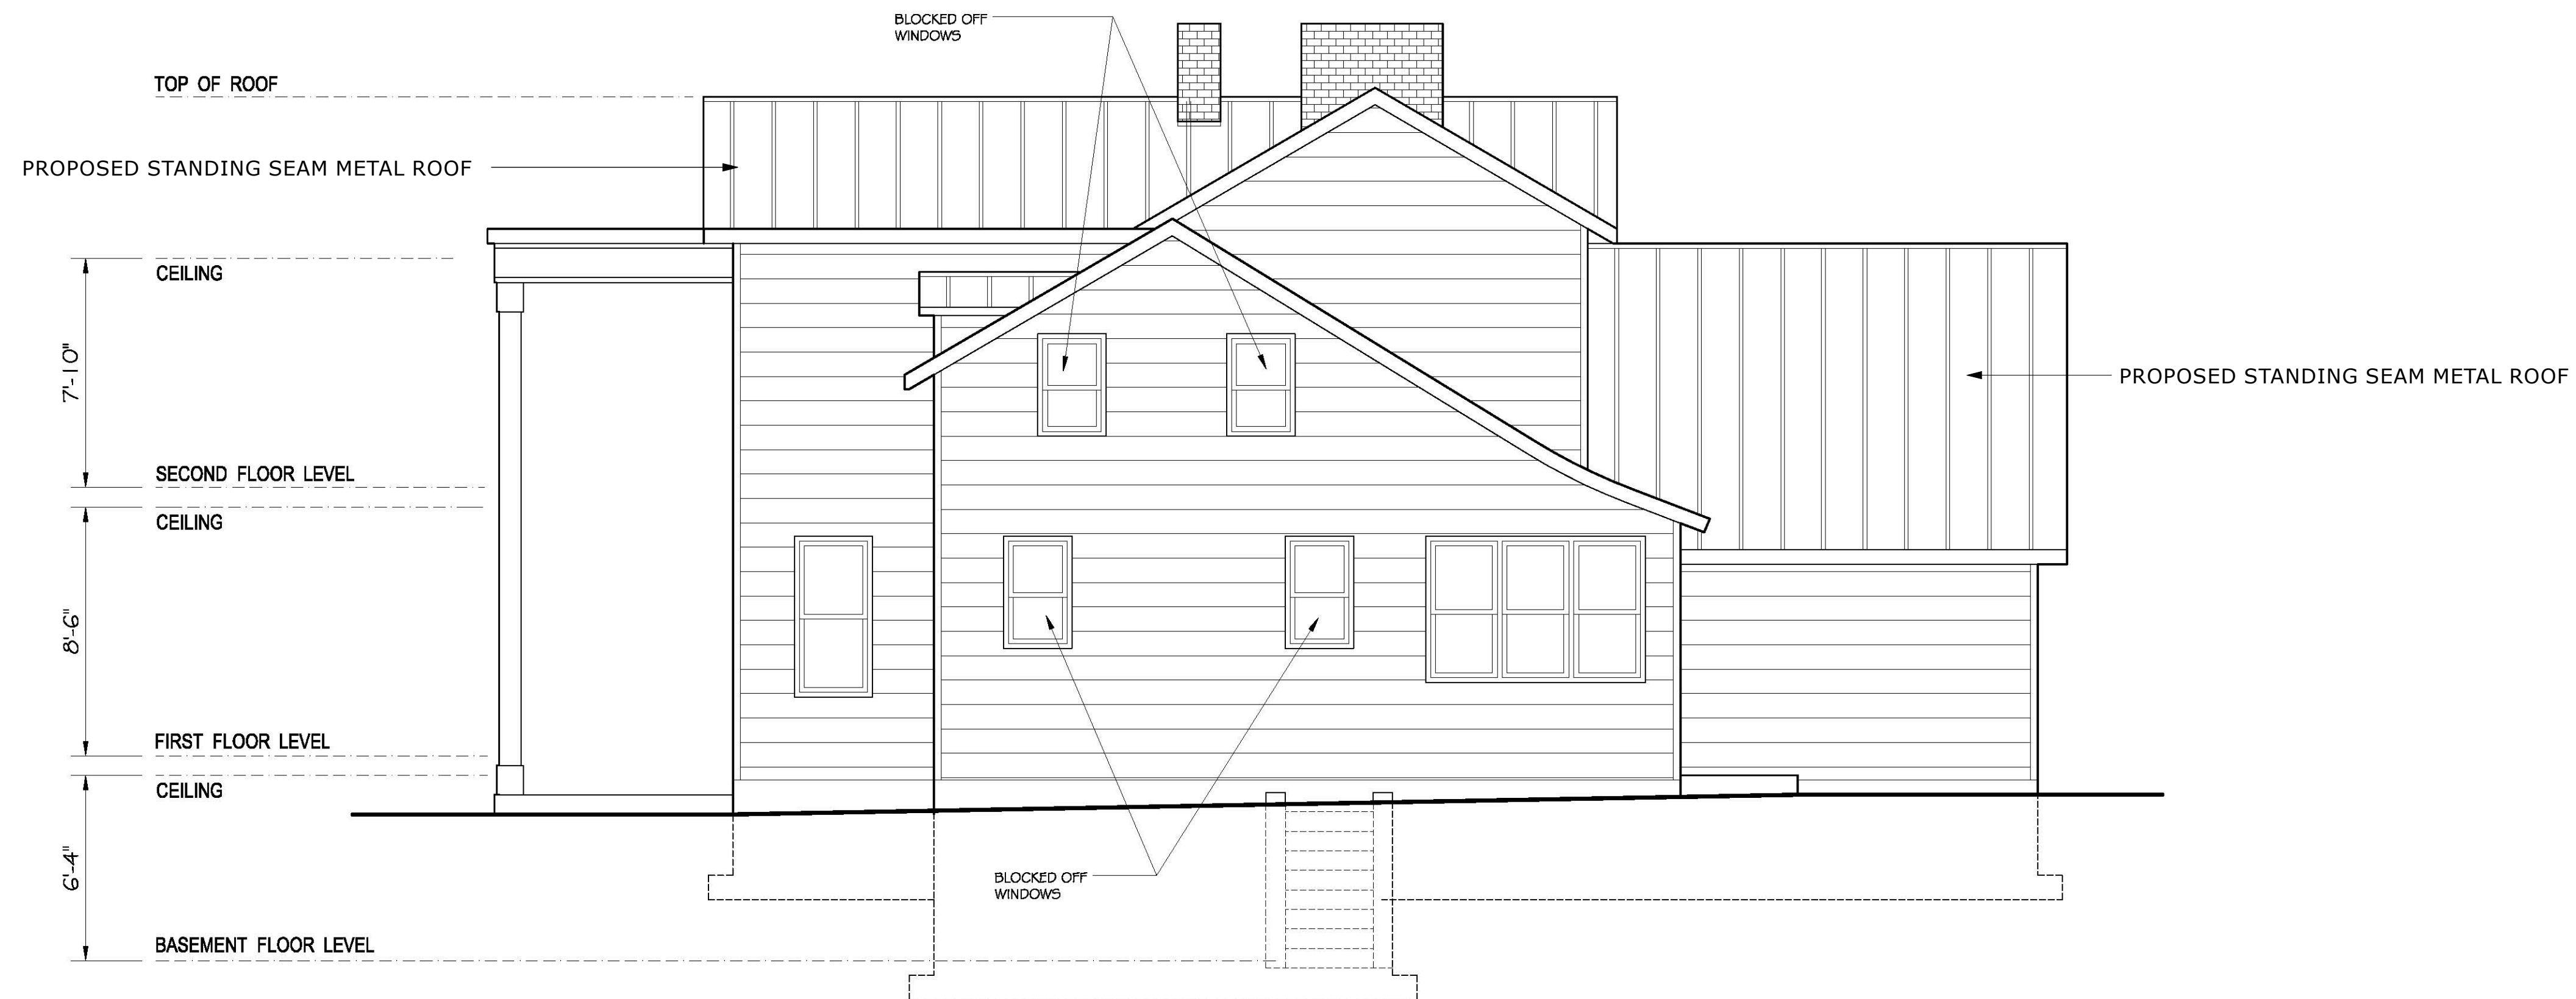 BLOCKED OFF
WINDOWS
TOP OF ROOF
PROPOSED STANDING SEAM METAL ROOF
CEILING
7'-10"
PROPOSED STANDING SEAM METAL ROOF
SECOND FLOOR LEVEL
CEILING
8'-6"
FIRST FLOOR LEVEL
CEILING
6'-4"
BLOCKED OFF
WINDOWS
BASEMENT FLOOR LEVEL